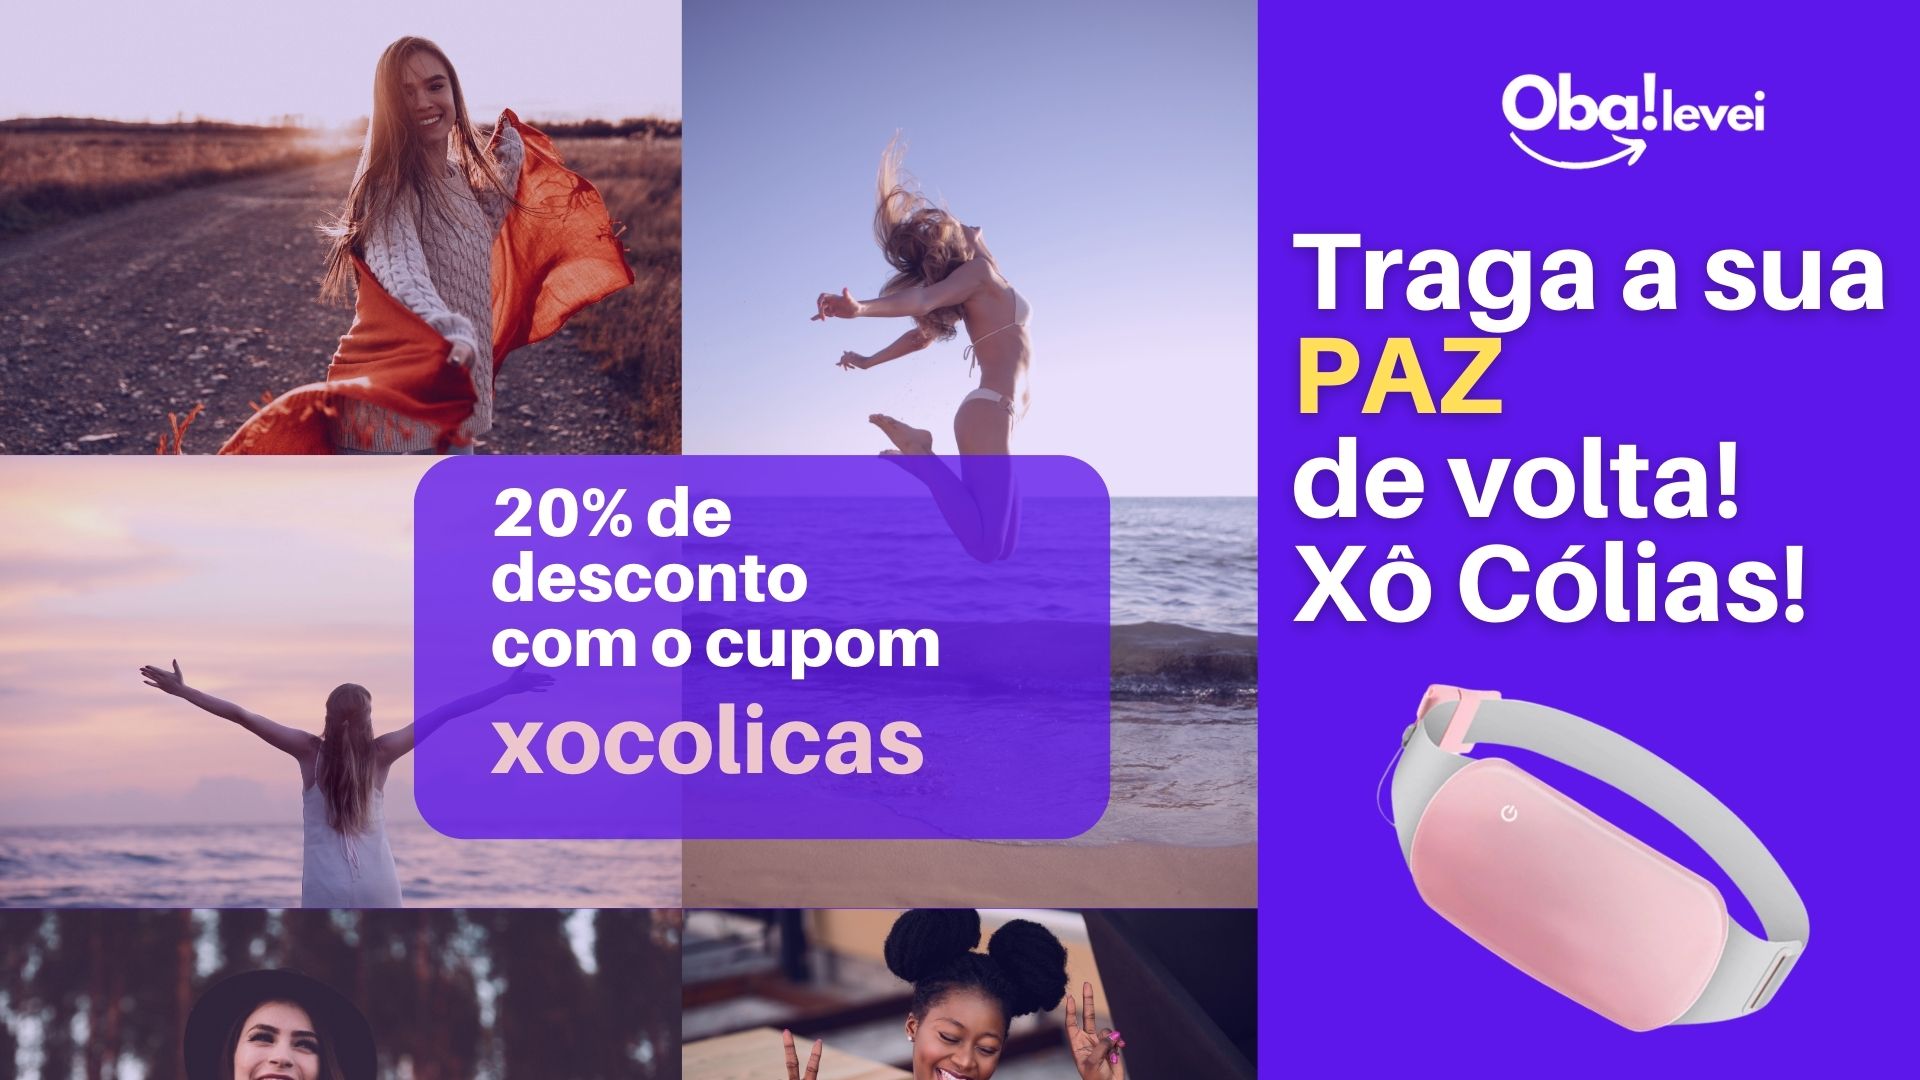 Oba!levei
Traga a sua
PAZ
de volta!
Xô Cólias!
20% de
desconto
com o cupom
xocolicas